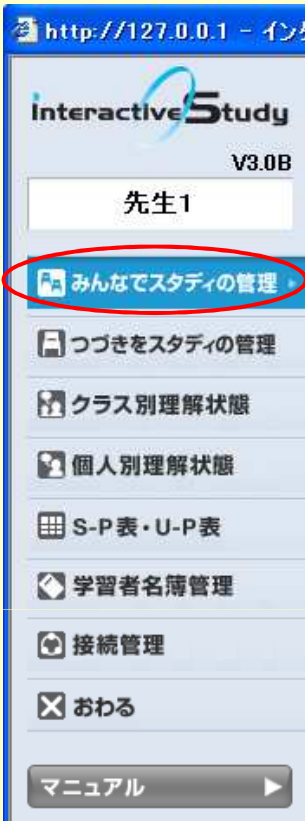 http://127.0.0.1 - イン
interactiveStudy
V3.0B
先生1
みんなでスタディの管理
つづきをスタディの管理
クラス別理解状態
個人別理解状態
S-P表・U-P表
学習者名簿管理
接続管理
おわる
マニュアル